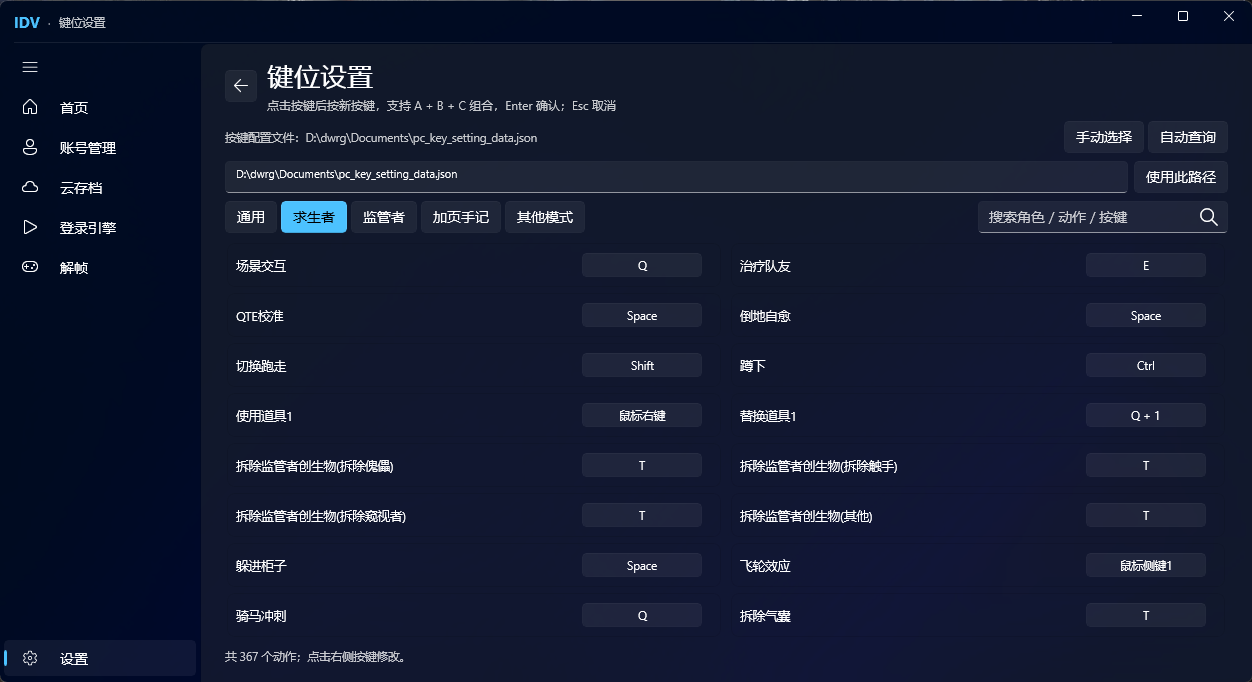 IDV · 键位设置
首页
账号管理
云存档
登录引擎
解帧
设置
键位设置
点击按键后按新按键，支持 A + B + C 组合，Enter 确认；Esc 取消
按键配置文件：D:\dwrg\Documents\pc_key_setting_data.json
手动选择 自动查询
D:\dwrg\Documents\pc_key_setting_data.json 使用此路径
通用 求生者 监管者 加页手记 其他模式 搜索角色 / 动作 / 按键
场景交互 Q 治疗队友 E
QTE校准 Space 倒地自愈 Space
切换跑走 Shift 蹲下 Ctrl
使用道具1 鼠标右键 替换道具1 Q + 1
拆除监管者创生物(拆除傀儡) T 拆除监管者创生物(拆除触手) T
拆除监管者创生物(拆除窥视者) T 拆除监管者创生物(其他) T
躲进柜子 Space 飞轮效应 鼠标侧键1
骑马冲刺 Q 拆除气囊 T
共 367 个动作；点击右侧按键修改。